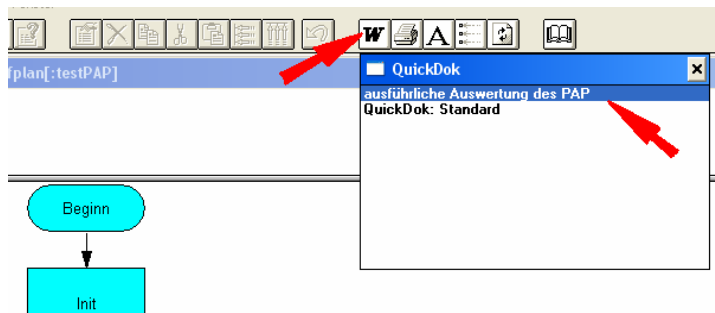 W A
fplan[:testPAP]
QuickDok
ausführliche Auswertung des PAP
QuickDok: Standard
Beginn
Init